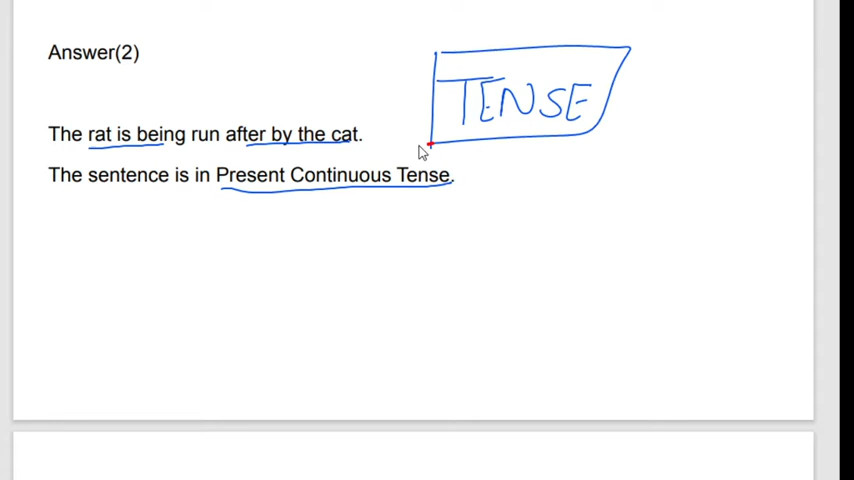 Answer(2)
TENSE
The rat is being run after by the cat.
The sentence is in Present Continuous Tense.